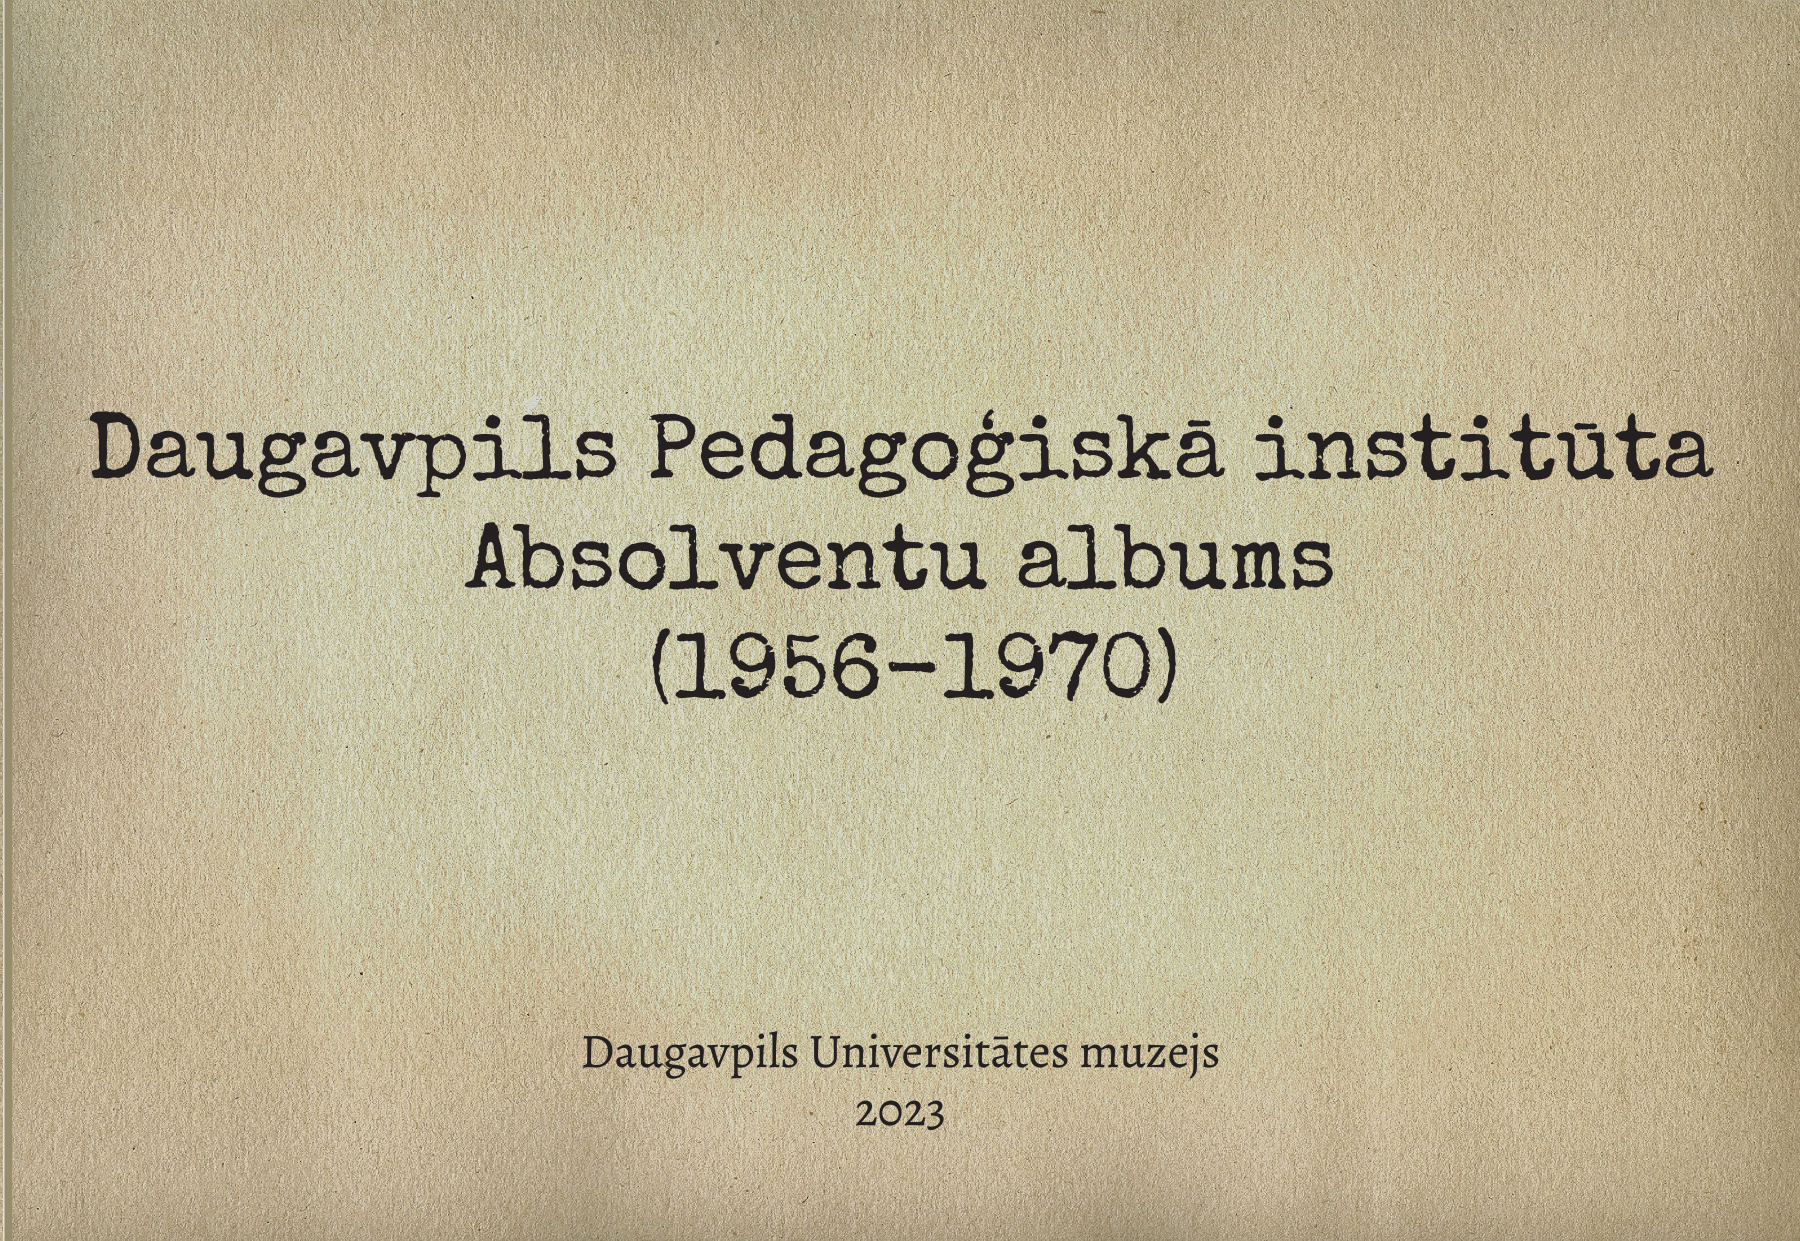 Daugavpils Pedagoģiskā institūta
Absolventu albums
(1956-1970)
Daugavpils Universitātes muzejs
2023